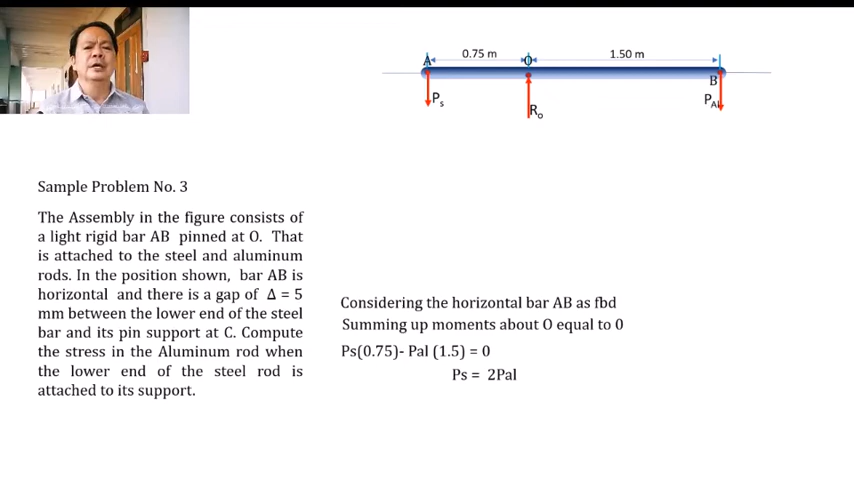 0.75 m
1.50 m
A
O
B
Ps
Ro
PAL
Sample Problem No. 3
The Assembly in the figure consists of
a light rigid bar AB pinned at O. That
is attached to the steel and aluminum
rods. In the position shown, bar AB is
horizontal and there is a gap of Δ = 5
mm between the lower end of the steel
bar and its pin support at C. Compute
the stress in the Aluminum rod when
the lower end of the steel rod is
attached to its support.
Considering the horizontal bar AB as fbd
Summing up moments about O equal to 0
Ps(0.75)- Pal (1.5) = 0
Ps = 2Pal